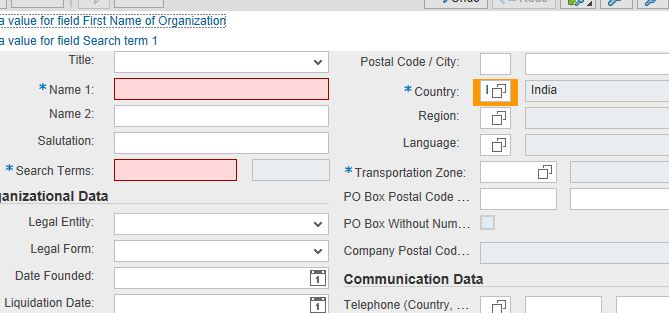 a value for field First Name of Organization
a value for field Search term 1
Title:
* Name 1:
Name 2:
Salutation:
* Search Terms:
ganizational Data
Legal Entity:
Legal Form:
Date Founded: 1
Liquidation Date: 1
Postal Code / City:
* Country: I India
Region:
Language:
* Transportation Zone:
PO Box Postal Code ...
PO Box Without Num...
Company Postal Cod...
Communication Data
Telephone (Country, ...